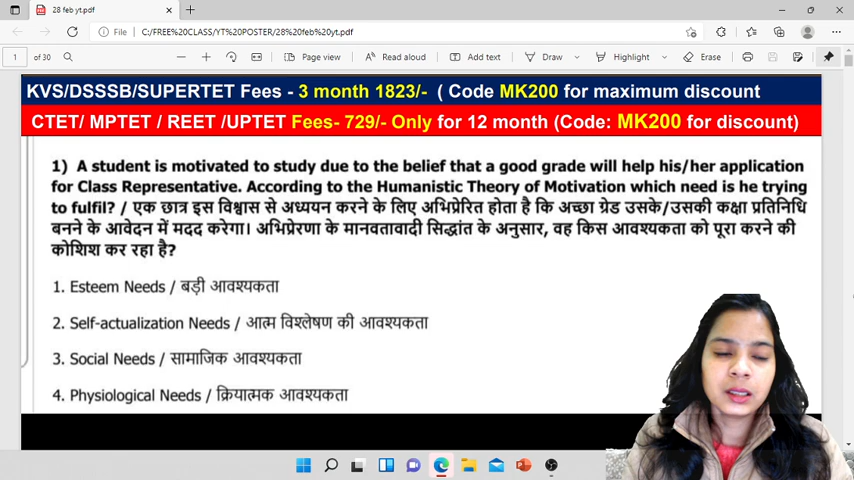 28 feb yt.pdf
File
C:/FREE%20CLASS/YT%20POSTER/28%20feb%20yt.pdf
1 of 30
Page view
Read aloud
Add text
Draw
Highlight
Erase
KVS/DSSSB/SUPERTET Fees - 3 month 1823/- ( Code MK200 for maximum discount
CTET/ MPTET / REET /UPTET Fees- 729/- Only for 12 month (Code: MK200 for discount)
1) A student is motivated to study due to the belief that a good grade will help his/her application
for Class Representative. According to the Humanistic Theory of Motivation which need is he trying
to fulfil? / एक छात्र इस विश्वास से अध्ययन करने के लिए अभिप्रेरित होता है कि अच्छा ग्रेड उसके/उसकी कक्षा प्रतिनिधि
बनने के आवेदन में मदद करेगा। अभिप्रेरणा के मानवतावादी सिद्धांत के अनुसार, वह किस आवश्यकता को पूरा करने की
कोशिश कर रहा है?
1. Esteem Needs / बड़ी आवश्यकता
2. Self-actualization Needs / आत्म विश्लेषण की आवश्यकता
3. Social Needs / सामाजिक आवश्यकता
4. Physiological Needs / क्रियात्मक आवश्यकता